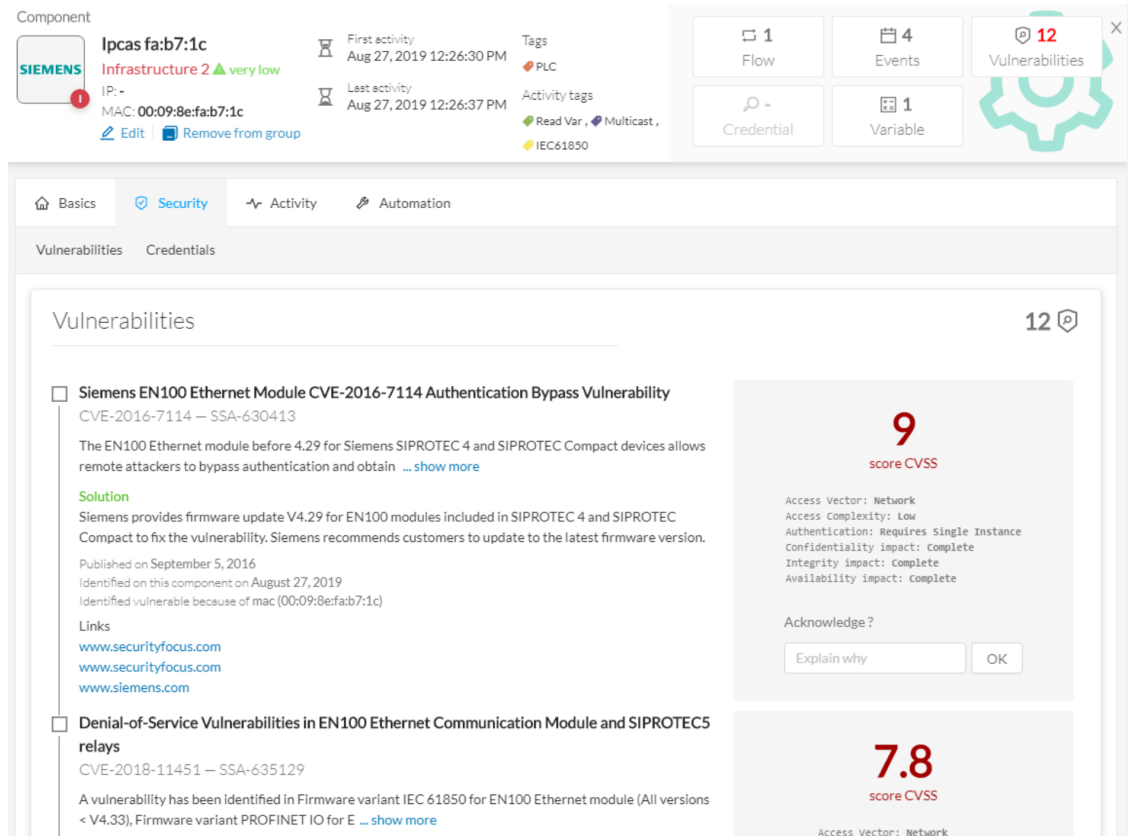 Component
SIEMENS
Ipcas fa:b7:1c
Infrastructure 2 very low
IP: -
MAC: 00:09:8e:fa:b7:1c
Edit Remove from group
First activity
Aug 27, 2019 12:26:30 PM
Last activity
Aug 27, 2019 12:26:37 PM
Tags
PLC
Activity tags
Read Var , Multicast ,
IEC61850
1
Flow
4
Events
12
Vulnerabilities
-
Credential
1
Variable
X
Basics Security Activity Automation
Vulnerabilities Credentials
Vulnerabilities
12
Siemens EN100 Ethernet Module CVE-2016-7114 Authentication Bypass Vulnerability
CVE-2016-7114 — SSA-630413
The EN100 Ethernet module before 4.29 for Siemens SIPROTEC 4 and SIPROTEC Compact devices allows
remote attackers to bypass authentication and obtain ... show more
Solution
Siemens provides firmware update V4.29 for EN100 modules included in SIPROTEC 4 and SIPROTEC
Compact to fix the vulnerability. Siemens recommends customers to update to the latest firmware version.
Published on September 5, 2016
Identified on this component on August 27, 2019
Identified vulnerable because of mac (00:09:8e:fa:b7:1c)
Links
www.securityfocus.com
www.securityfocus.com
www.siemens.com
9
score CVSS
Access Vector: Network
Access Complexity: Low
Authentication: Requires Single Instance
Confidentiality impact: Complete
Integrity impact: Complete
Availability impact: Complete
Acknowledge ?
Explain why
OK
Denial-of-Service Vulnerabilities in EN100 Ethernet Communication Module and SIPROTEC5
relays
CVE-2018-11451 — SSA-635129
A vulnerability has been identified in Firmware variant IEC 61850 for EN100 Ethernet module (All versions
< V4.33), Firmware variant PROFINET IO for E ... show more
7.8
score CVSS
Access Vector: Network